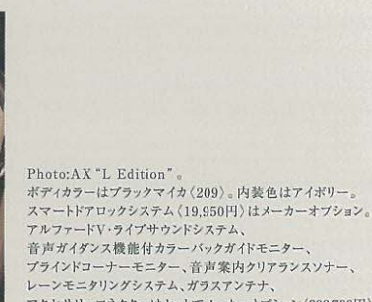 Photo:AX“L Edition”。
ボディカラーはブラックマイカ〈209〉。内装色はアイボリー。
スマートドアロックシステム〈19,950円〉はメーカーオプション。
アルファードV・ライブサウンドシステム、
音声ガイダンス機能付カラーバックガイドモニター、
ブラインドコーナーモニター、音声案内クリアランスソナー、
レーンモニタリングシステム、ガラスアンテナ、